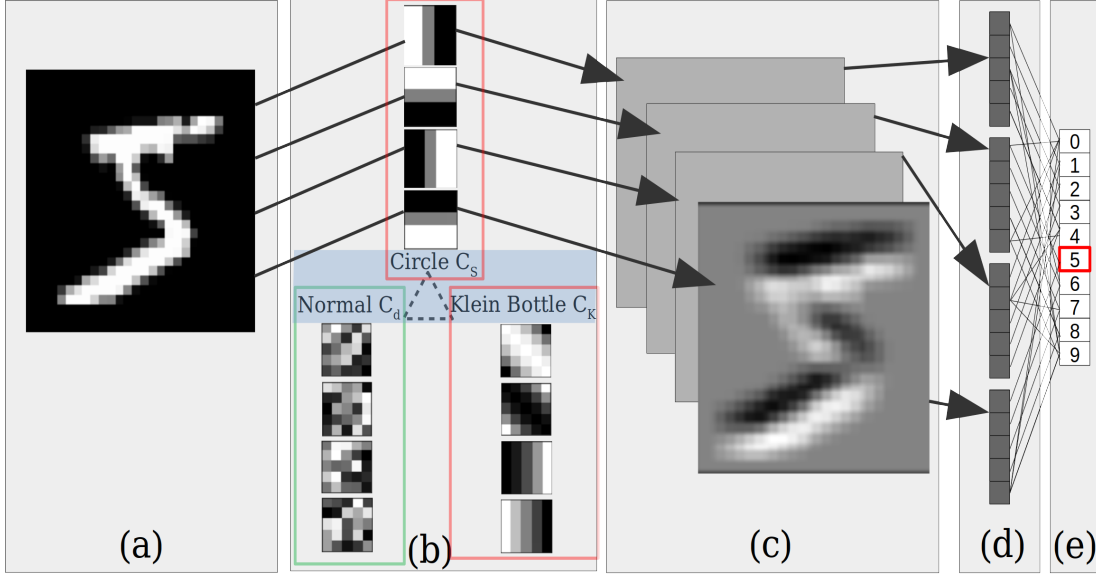 Circle C_S
Normal C_d
Klein Bottle C_K
0
1
2
3
4
5
6
7
8
9
(a)
(b)
(c)
(d)
(e)